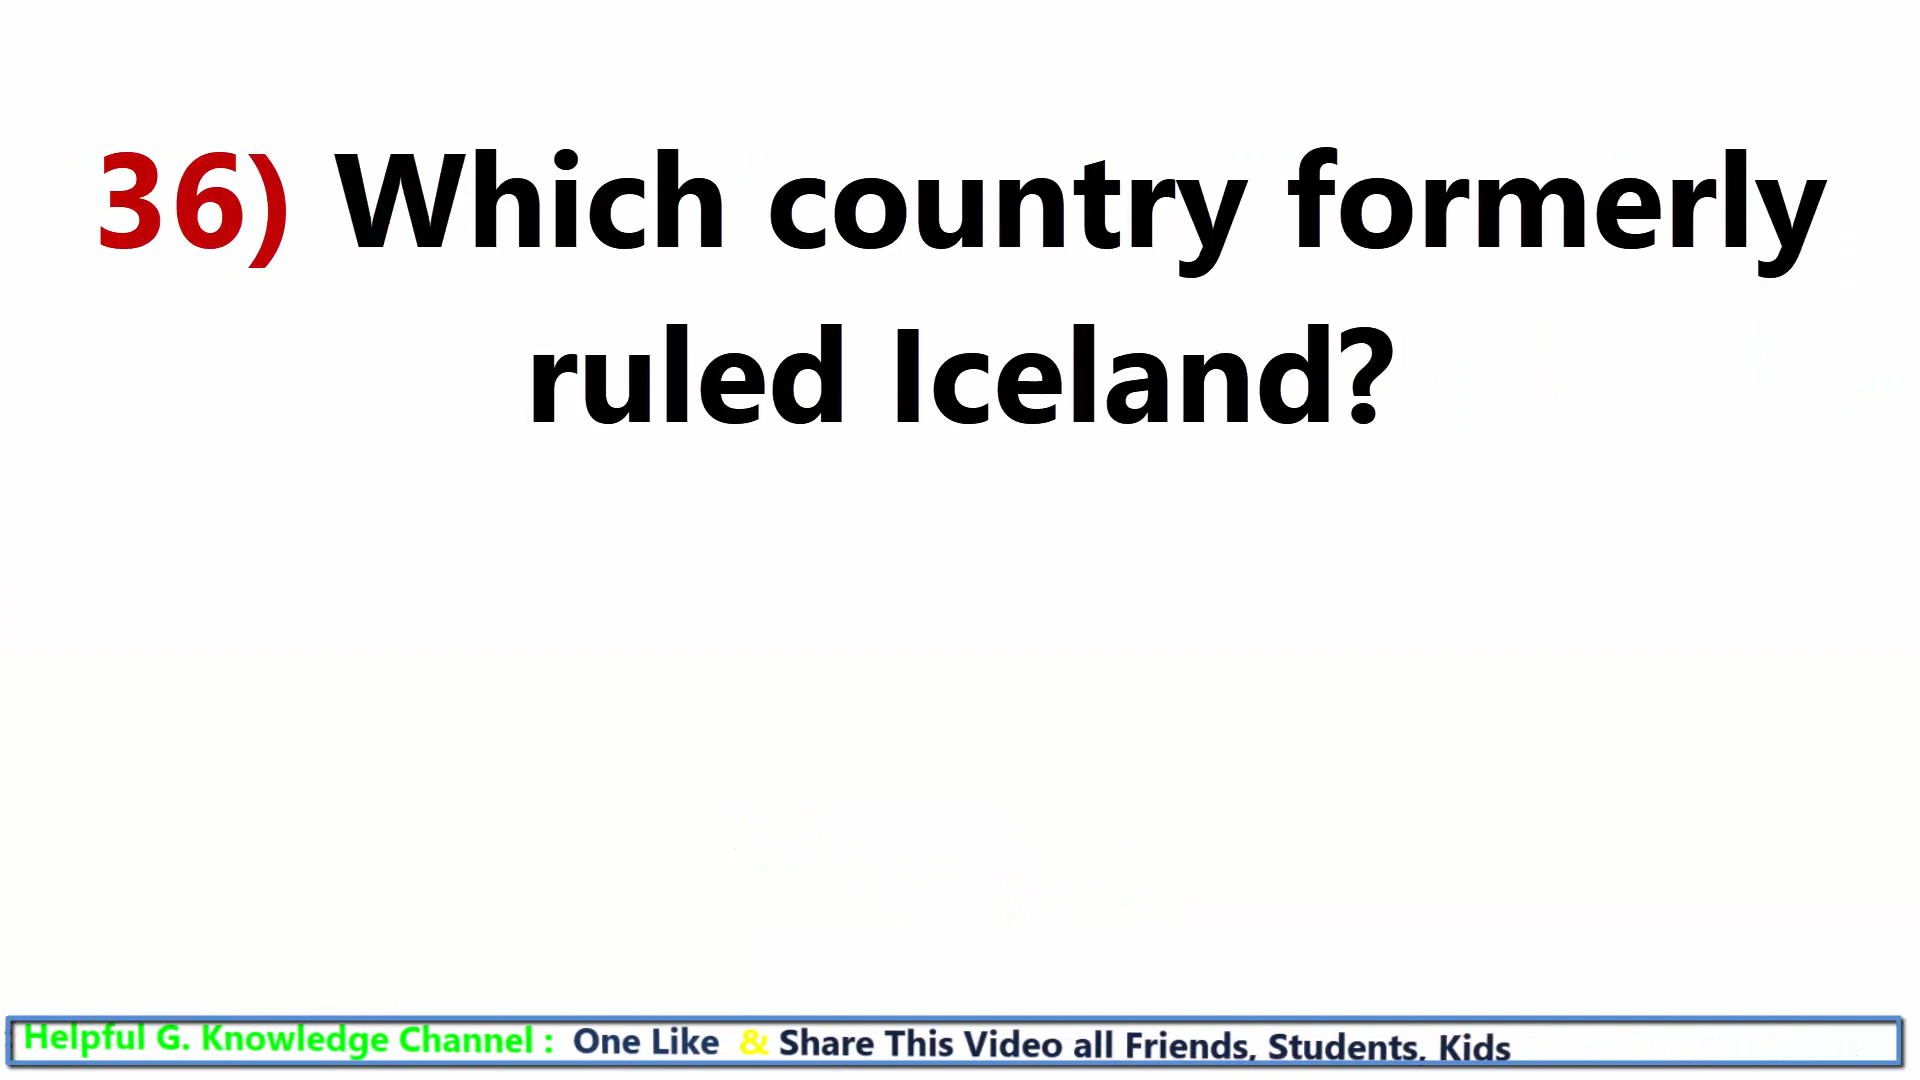 36) Which country formerly
ruled Iceland?
Helpful G. Knowledge Channel : One Like & Share This Video all Friends, Students, Kids